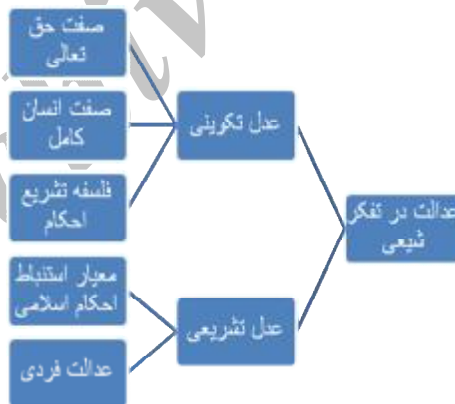 عدالت در تفکر
شیعی
عدل تکوینی
صفت حق
تعالی
صفت انسان
کامل
فلسفه تشریع
احکام
عدل تشریعی
معیار استنباط
احکام اسلامی
عدالت فردی